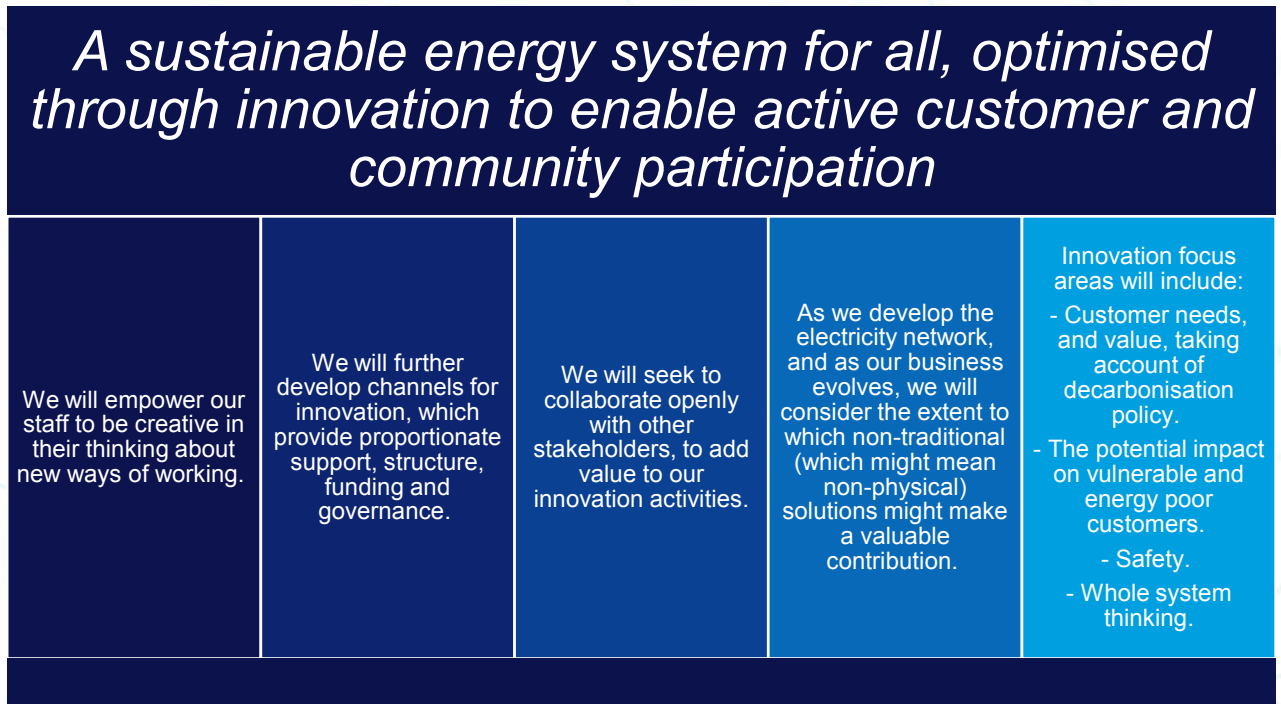 A sustainable energy system for all, optimised
through innovation to enable active customer and
community participation
We will empower our
staff to be creative in
their thinking about
new ways of working.
We will further
develop channels for
innovation, which
provide proportionate
support, structure,
funding and
governance.
We will seek to
collaborate openly
with other
stakeholders, to add
value to our
innovation activities.
As we develop the
electricity network,
and as our business
evolves, we will
consider the extent to
which non-traditional
(which might mean
non-physical)
solutions might make
a valuable
contribution.
Innovation focus
areas will include:
- Customer needs,
and value, taking
account of
decarbonisation
policy.
- The potential impact
on vulnerable and
energy poor
customers.
- Safety.
- Whole system
thinking.